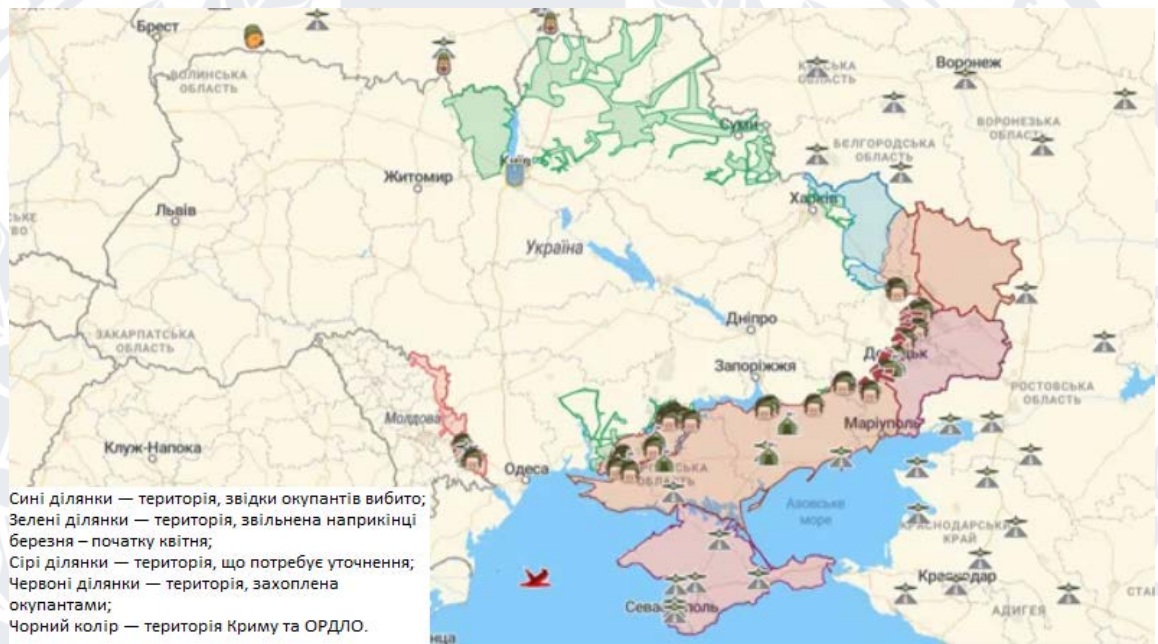 Брест
ВОЛИНСЬКА
ОБЛАСТЬ
Воронеж
ОБЛАСТЬ
ВОРОНЕЗЬКА
ОБЛАСТЬ
Суми
БЄЛГОРОДСЬКА
ОБЛАСТЬ
Київ
Житомир
Харків
Львів
Україна
Дніпро
ЗАКАРПАТСЬКА
ОБЛАСТЬ
Запоріжжя
РОСТОВСЬКА
ОБЛАСТЬ
Молдова
Маріуполь
Клуж-Напока
Одеса
ОБЛАСТЬ
Азовське
море
КРАСНОДАРСЬКИЙ
КРАЙ
Краснодар
АДИГЕЯ
Сині ділянки — територія, звідки окупантів вибито;
Зелені ділянки — територія, звільнена наприкінці
березня – початку квітня;
Сірі ділянки — територія, що потребує уточнення;
Червоні ділянки — територія, захоплена
окупантами;
Чорний колір — територія Криму та ОРДЛО.